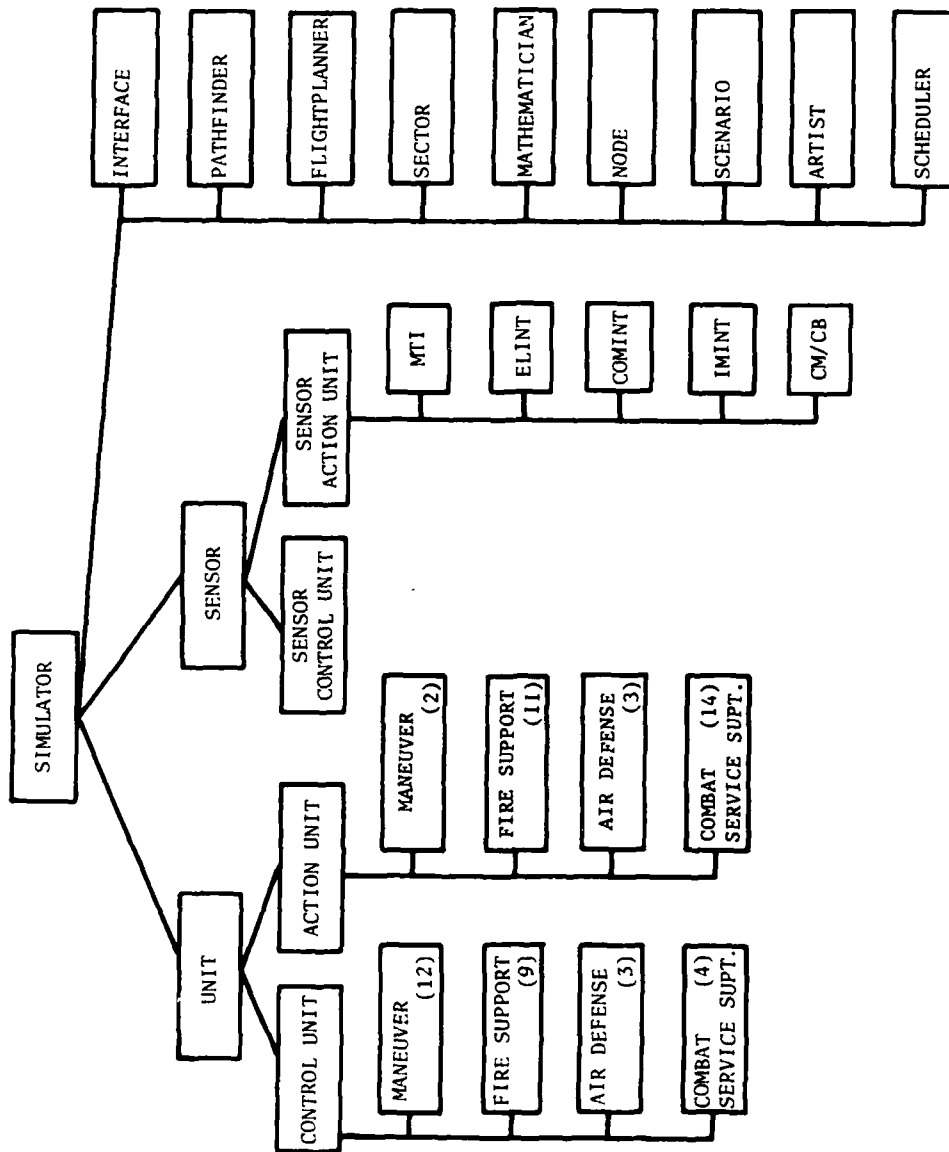 SIMULATOR
UNIT
SENSOR
CONTROL UNIT
ACTION UNIT
SENSOR
CONTROL UNIT
SENSOR
ACTION UNIT
MANEUVER
(12)
FIRE SUPPORT
(9)
AIR DEFENSE
(3)
COMBAT (4)
SERVICE SUPT.
MANEUVER
(2)
FIRE SUPPORT
(11)
AIR DEFENSE
(3)
COMBAT (14)
SERVICE SUPT.
MTI
ELINT
COMINT
IMINT
CM/CB
INTERFACE
PATHFINDER
FLIGHTPLANNER
SECTOR
MATHEMATICIAN
NODE
SCENARIO
ARTIST
SCHEDULER